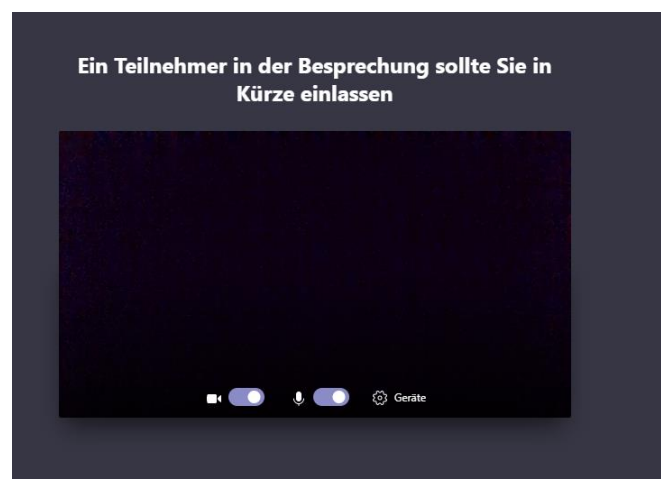 Ein Teilnehmer in der Besprechung sollte Sie in
Kürze einlassen
Geräte